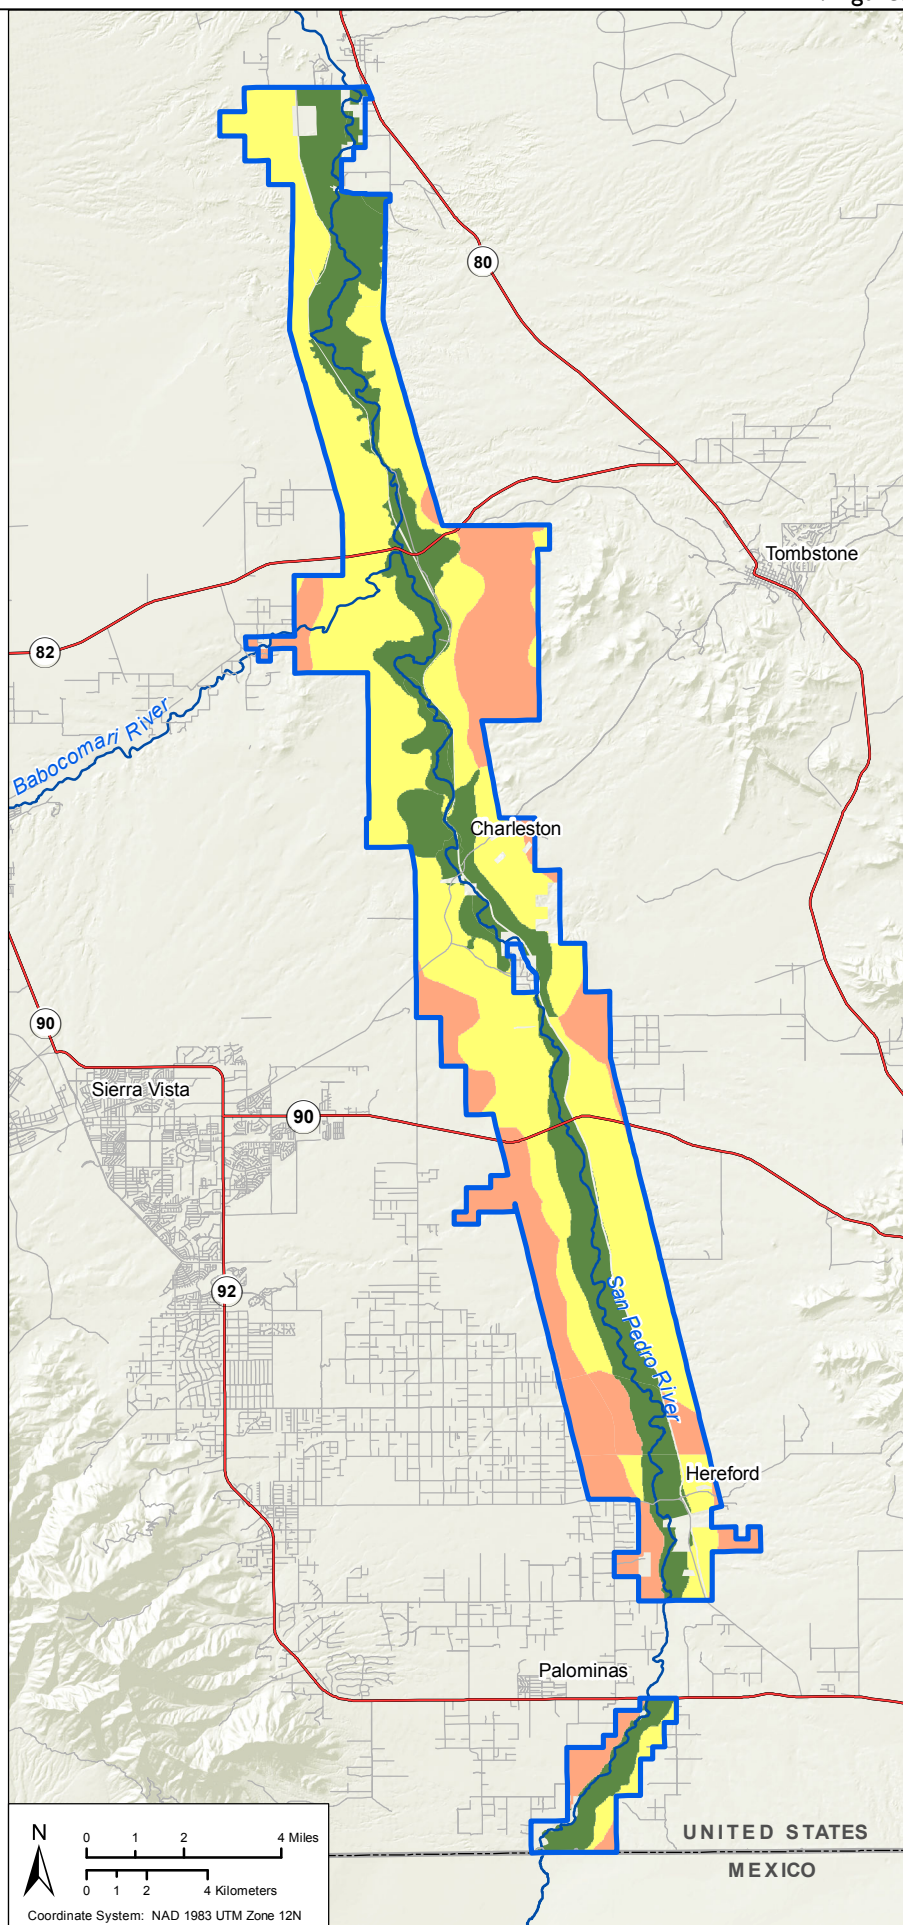 80
Tombstone
82
Babocomari River
Charleston
90
Sierra Vista
90
92
San Pedro River
Hereford
Palominas
UNITED STATES
MEXICO
N
0 1 2 4 Miles
0 1 2 4 Kilometers
Coordinate System: NAD 1983 UTM Zone 12N